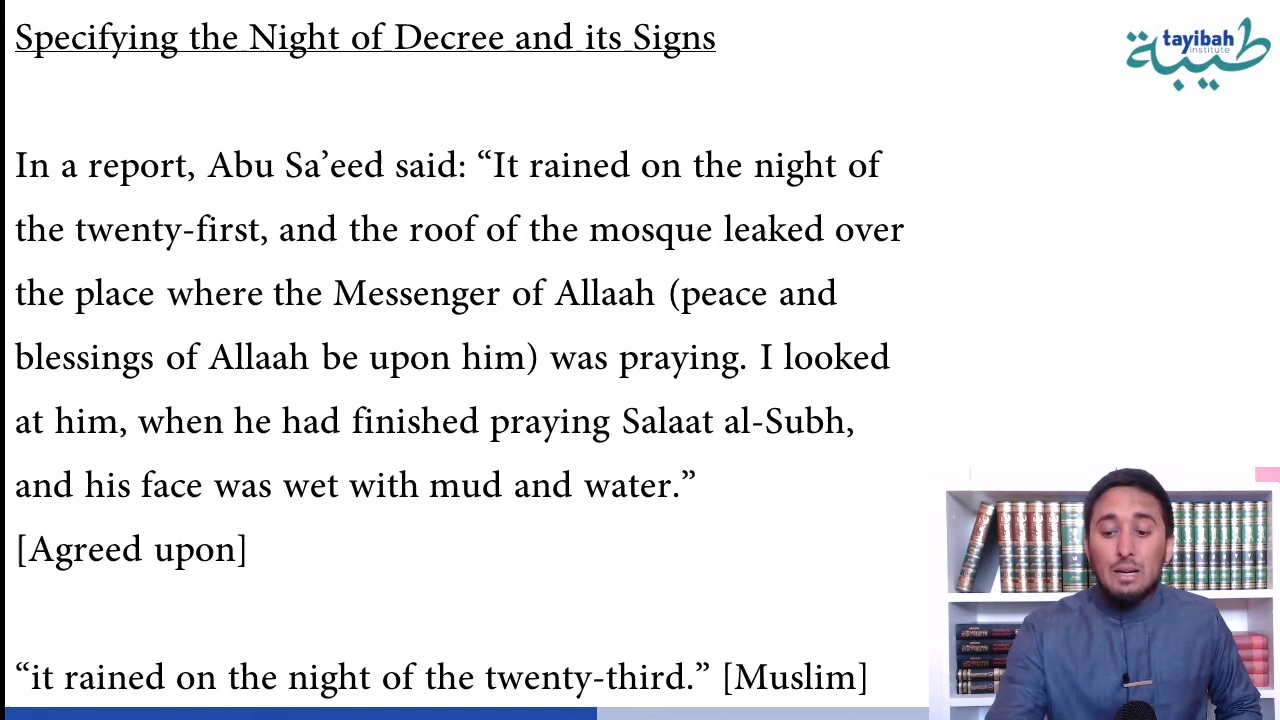 Specifying the Night of Decree and its Signs
tayibah
institute
طيبة
In a report, Abu Sa’eed said: “It rained on the night of
the twenty-first, and the roof of the mosque leaked over
the place where the Messenger of Allaah (peace and
blessings of Allaah be upon him) was praying. I looked
at him, when he had finished praying Salaat al-Subh,
and his face was wet with mud and water.”
[Agreed upon]
“it rained on the night of the twenty-third.” [Muslim]